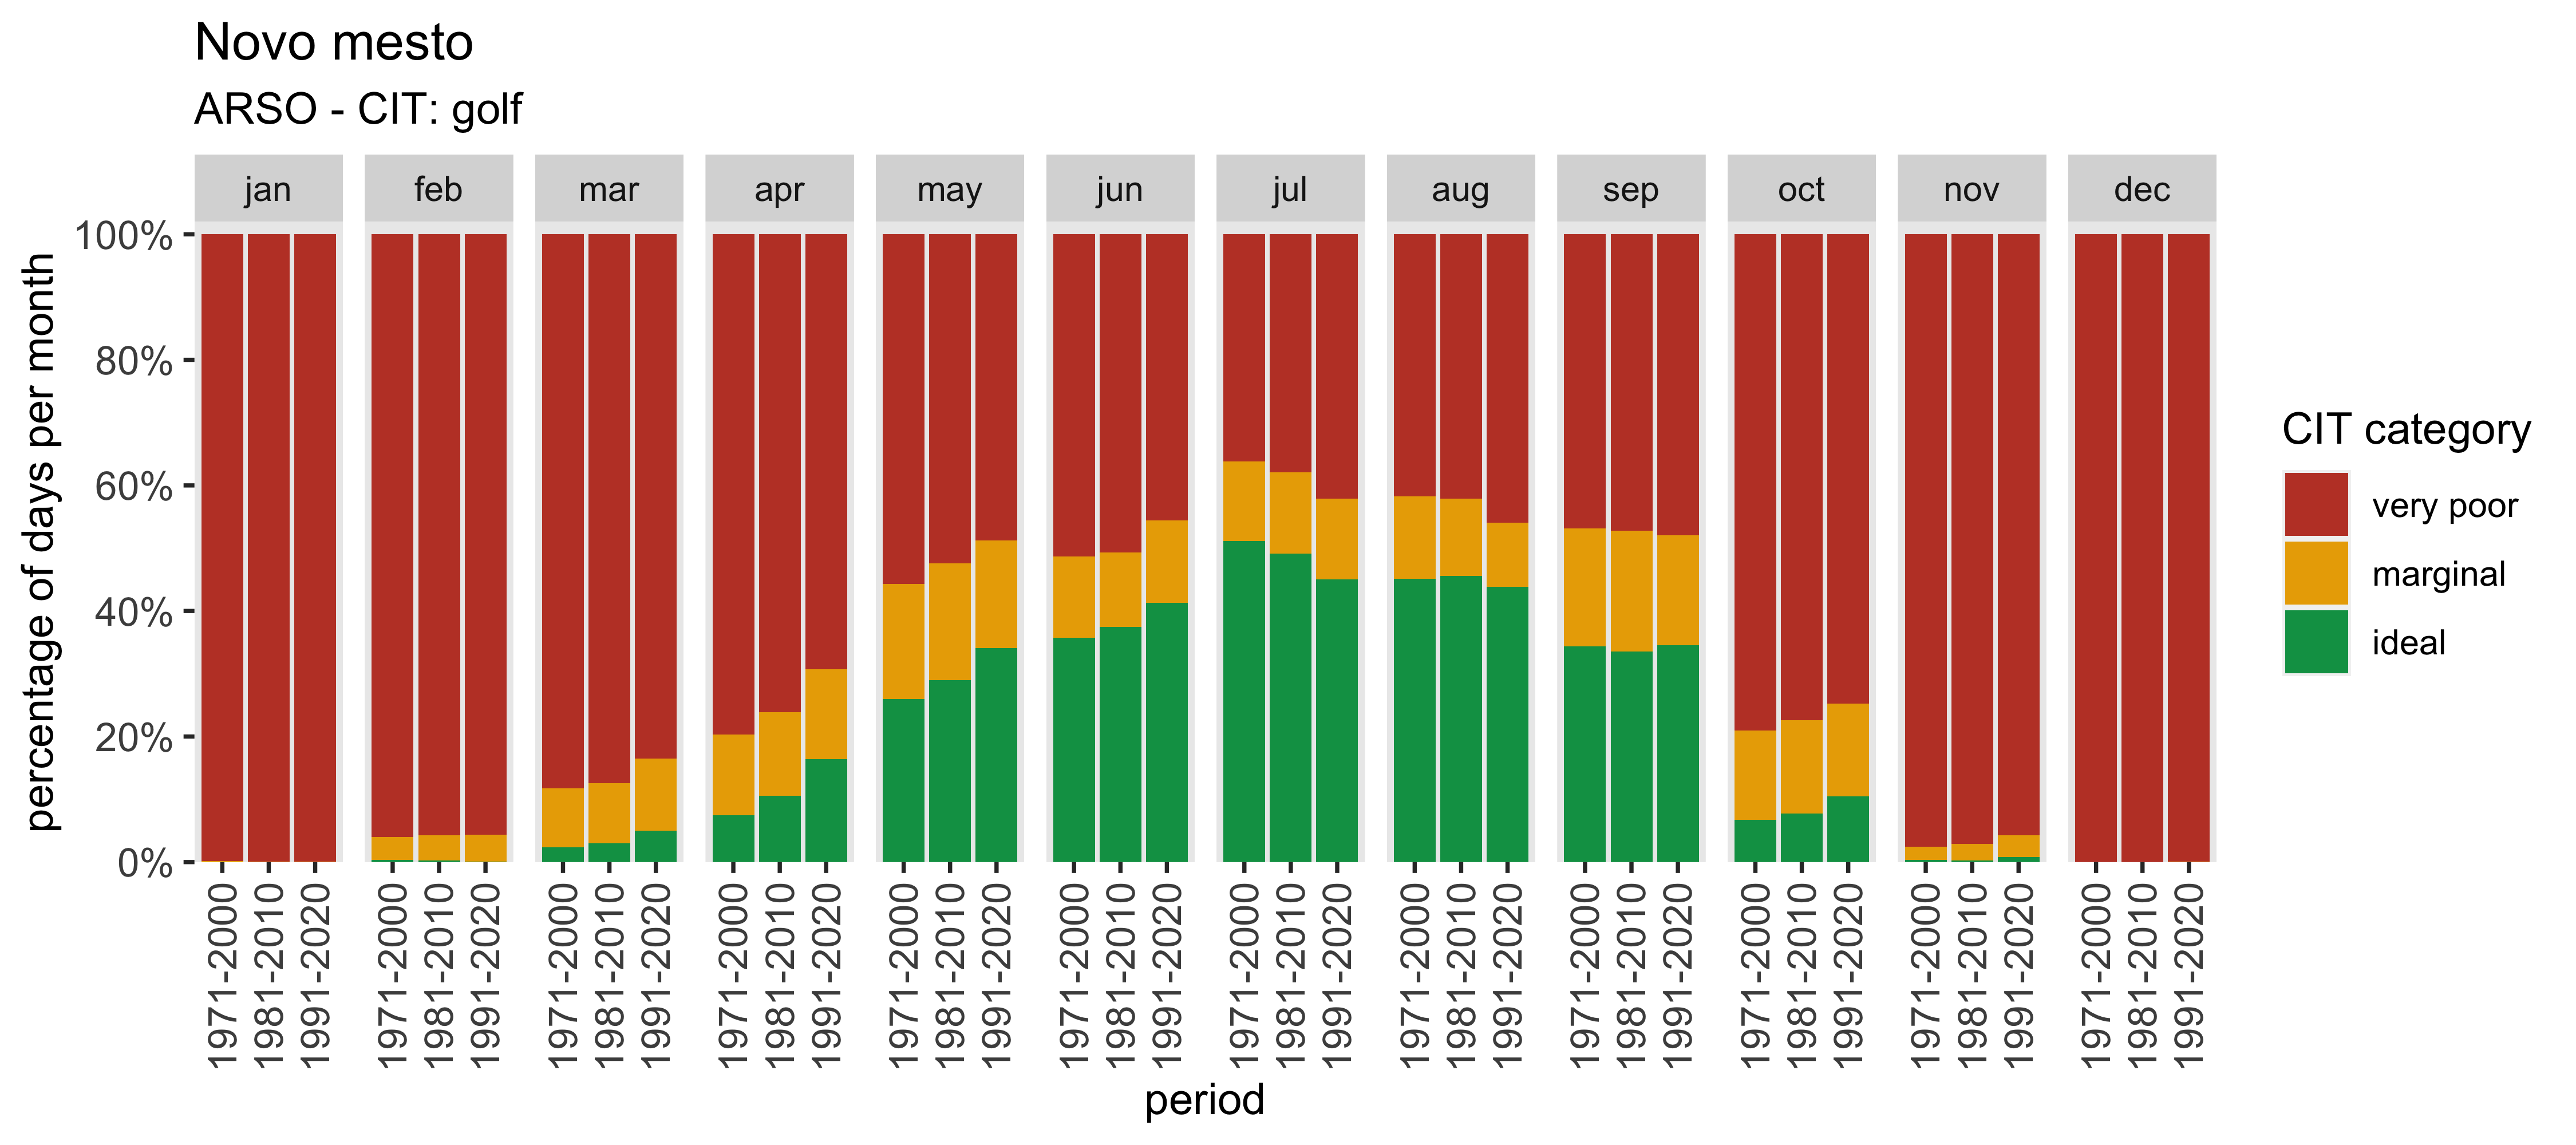 Novo mesto
ARSO - CIT: golf
jan feb mar apr may jun jul aug sep oct nov dec
percentage of days per month
100%
80%
60%
40%
20%
0%
1971-2000 1981-2010 1991-2020 1971-2000 1981-2010 1991-2020 1971-2000 1981-2010 1991-2020 1971-2000 1981-2010 1991-2020 1971-2000 1981-2010 1991-2020 1971-2000 1981-2010 1991-2020 1971-2000 1981-2010 1991-2020 1971-2000 1981-2010 1991-2020 1971-2000 1981-2010 1991-2020 1971-2000 1981-2010 1991-2020 1971-2000 1981-2010 1991-2020 1971-2000 1981-2010 1991-2020
period
CIT category
very poor
marginal
ideal